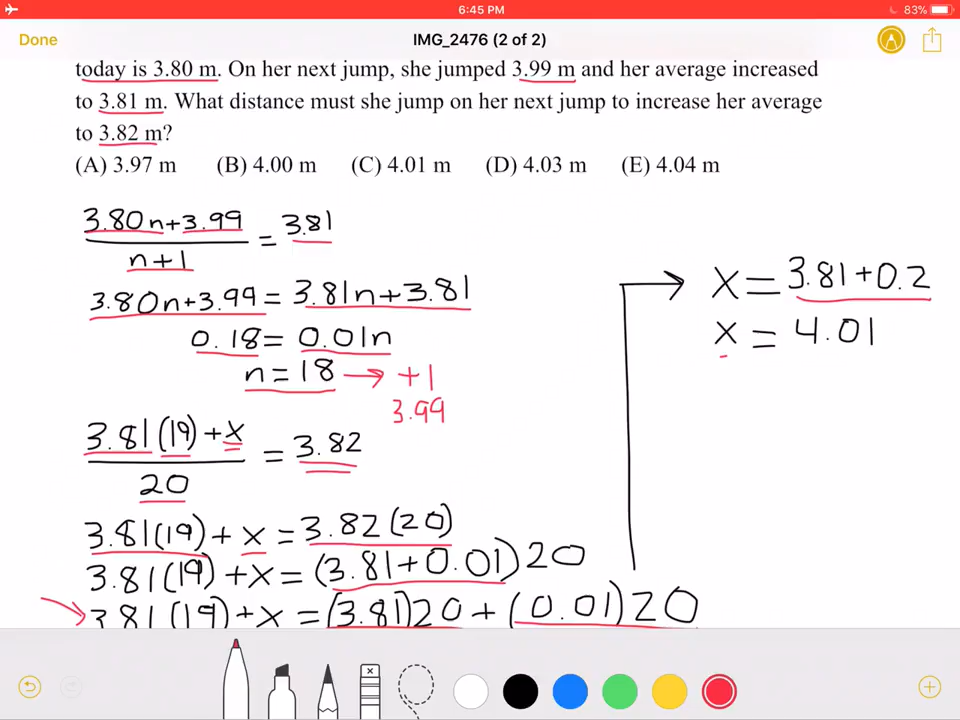 6:45 PM
83%
Done
IMG_2476 (2 of 2)
today is 3.80 m. On her next jump, she jumped 3.99 m and her average increased
to 3.81 m. What distance must she jump on her next jump to increase her average
to 3.82 m?
(A) 3.97 m (B) 4.00 m (C) 4.01 m (D) 4.03 m (E) 4.04 m
3.80n+3.99
= 3.81
n+1
3.80n+3.99 = 3.81n+3.81
0.18 = 0.01n
n = 18 → +1
3.99
3.81(19)+x
= 3.82
20
3.81(19) + x = 3.82(20)
3.81(19) + x = (3.81+0.01)20
3.81(19)+x = (3.81)20+(0.01)20
→ x = 3.81+0.2
x = 4.01